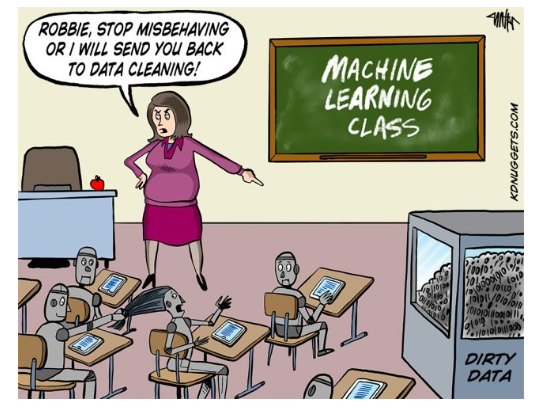 ROBBIE, STOP MISBEHAVING
OR I WILL SEND YOU BACK
TO DATA CLEANING!
MACHINE
LEARNING
CLASS
KDNUGGETS.COM
DIRTY
DATA